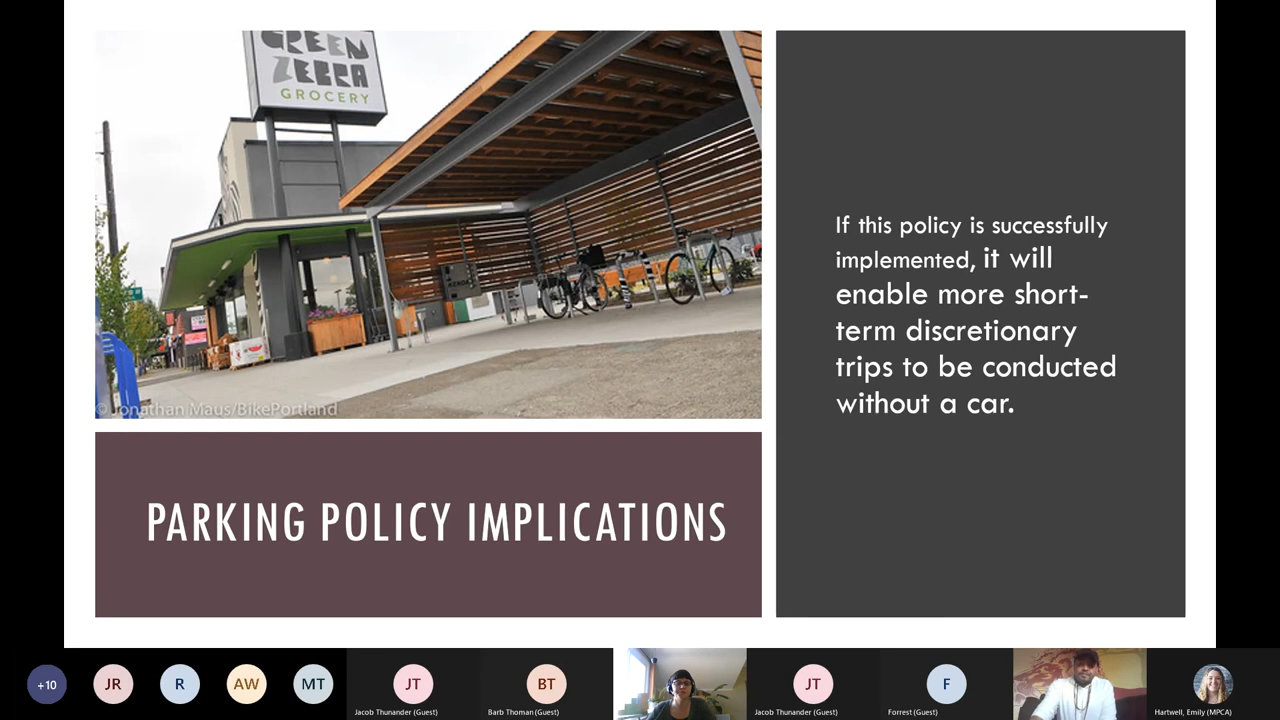 GREEN
ZEBRA
GROCERY
© Jonathan Maus/BikePortland
PARKING POLICY IMPLICATIONS
If this policy is successfully
implemented, it will
enable more short-
term discretionary
trips to be conducted
without a car.
+10
JR
R
AW
MT
JT
Jacob Thunander (Guest)
BT
Barb Thoman (Guest)
JT
Jacob Thunander (Guest)
F
Forrest (Guest)
Hartwell, Emily (MPCA)